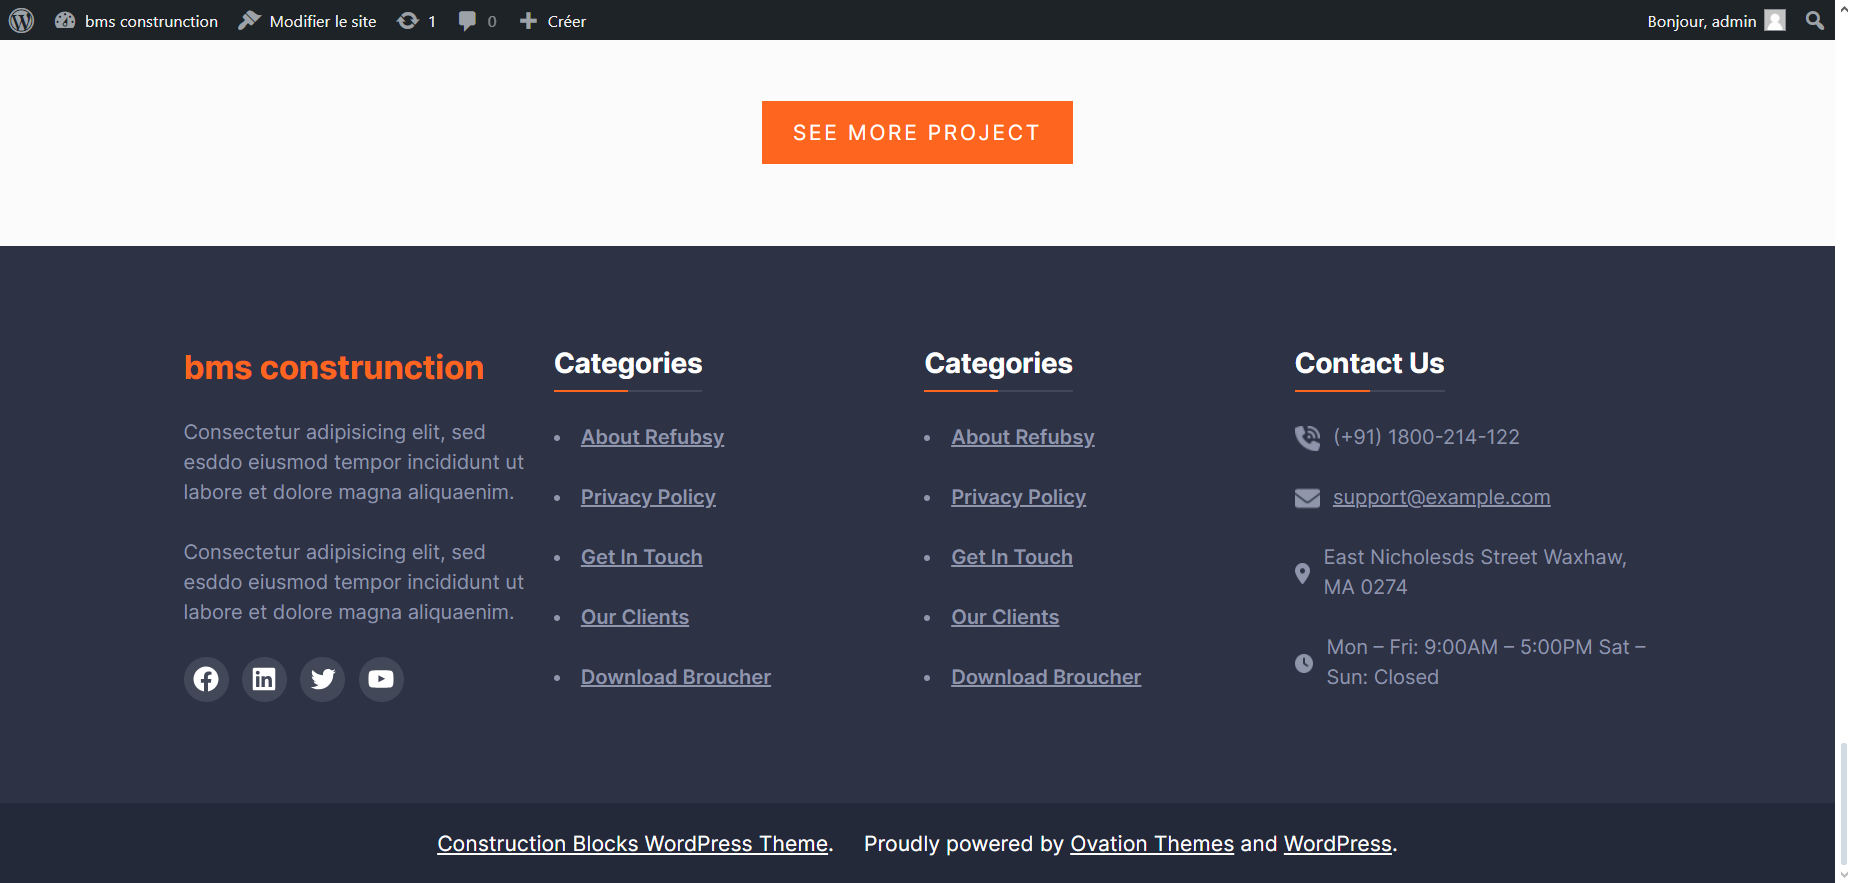 bms construnction Modifier le site 1 0 Créer Bonjour, admin
SEE MORE PROJECT
bms construnction
Consectetur adipisicing elit, sed
esddo eiusmod tempor incididunt ut
labore et dolore magna aliquaenim.
Consectetur adipisicing elit, sed
esddo eiusmod tempor incididunt ut
labore et dolore magna aliquaenim.
Categories
About Refubsy
Privacy Policy
Get In Touch
Our Clients
Download Broucher
Categories
About Refubsy
Privacy Policy
Get In Touch
Our Clients
Download Broucher
Contact Us
(+91) 1800-214-122
support@example.com
East Nicholesds Street Waxhaw,
MA 0274
Mon – Fri: 9:00AM – 5:00PM Sat –
Sun: Closed
Construction Blocks WordPress Theme. Proudly powered by Ovation Themes and WordPress.